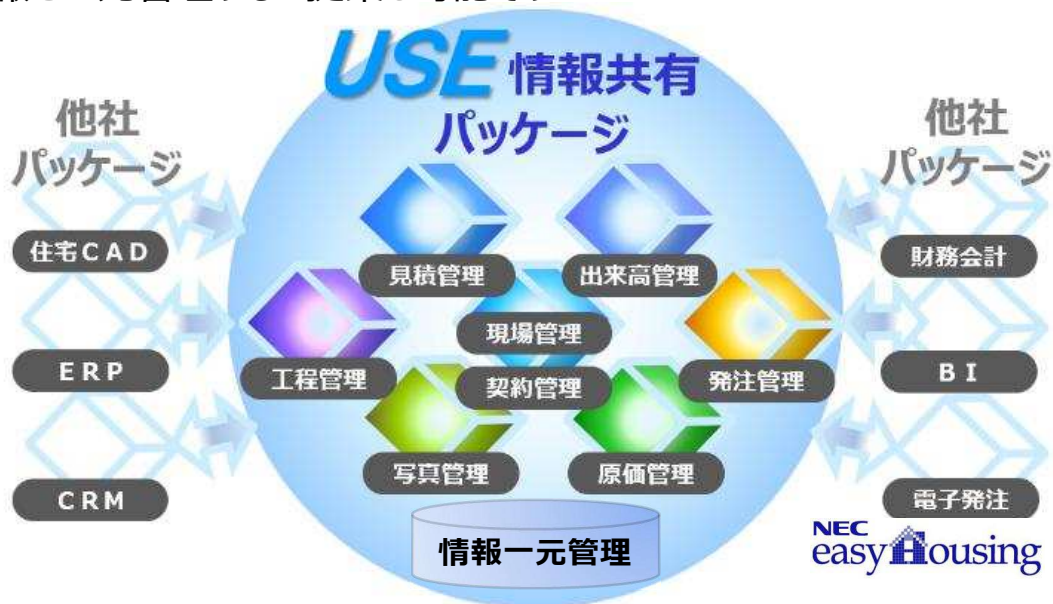 USE 情報共有
パッケージ
他社
パッケージ
住宅CAD
ERP
CRM
見積管理
出来高管理
工程管理
現場管理
契約管理
発注管理
写真管理
原価管理
情報一元管理
他社
パッケージ
財務会計
BI
電子発注
NEC
easyHousing